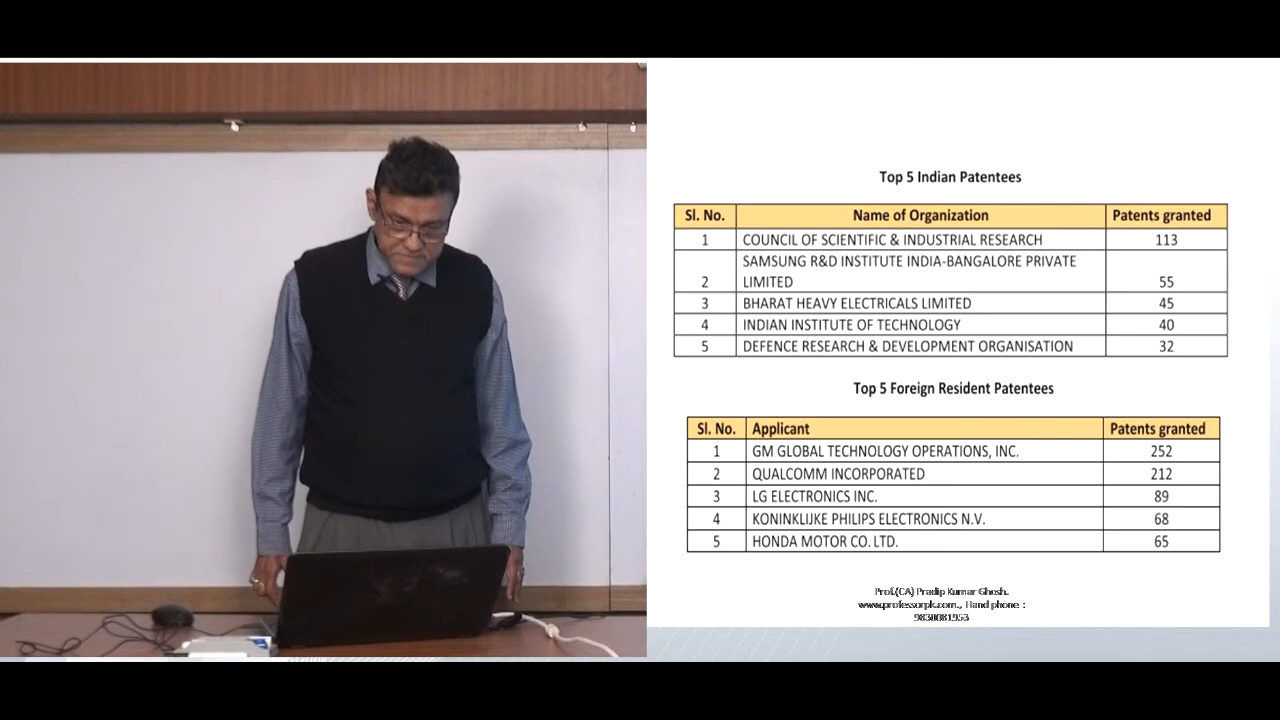 Top 5 Indian Patentees
Sl. No. Name of Organization Patents granted
1 COUNCIL OF SCIENTIFIC & INDUSTRIAL RESEARCH 113
SAMSUNG R&D INSTITUTE INDIA-BANGALORE PRIVATE
2 LIMITED 55
3 BHARAT HEAVY ELECTRICALS LIMITED 45
4 INDIAN INSTITUTE OF TECHNOLOGY 40
5 DEFENCE RESEARCH & DEVELOPMENT ORGANISATION 32
Top 5 Foreign Resident Patentees
Sl. No. Applicant Patents granted
1 GM GLOBAL TECHNOLOGY OPERATIONS, INC. 252
2 QUALCOMM INCORPORATED 212
3 LG ELECTRONICS INC. 89
4 KONINKLIJKE PHILIPS ELECTRONICS N.V. 68
5 HONDA MOTOR CO. LTD. 65
Prof.(CA) Pradip Kumar Ghosh.
www.professorpk.com., Hand phone :
9830081953